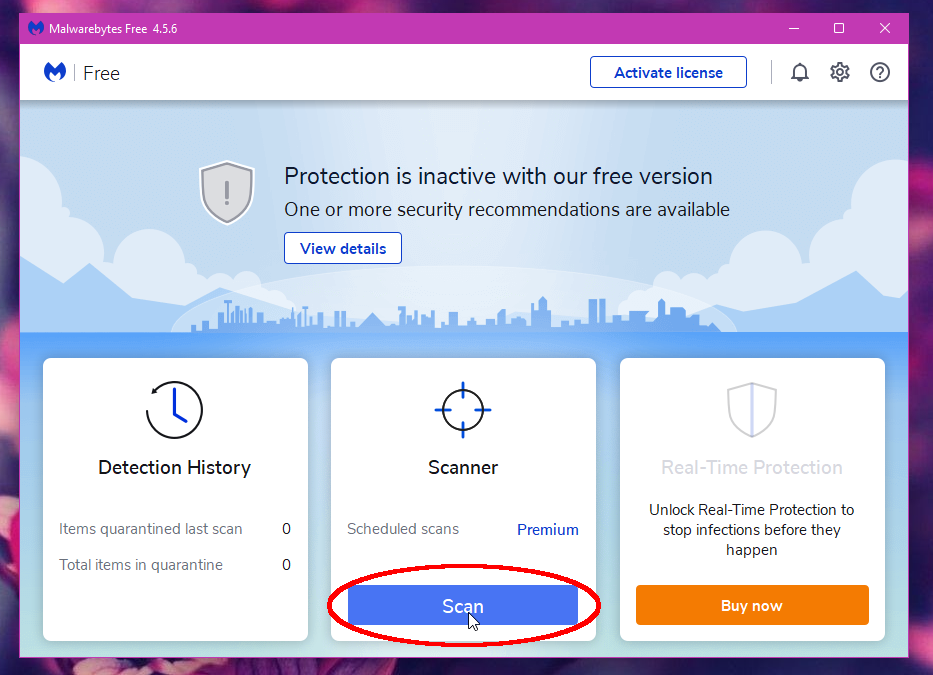 Malwarebytes Free 4.5.6
Free
Activate license
Protection is inactive with our free version
One or more security recommendations are available
View details
Detection History
Items quarantined last scan 0
Total items in quarantine 0
Scanner
Scheduled scans Premium
Scan
Real-Time Protection
Unlock Real-Time Protection to
stop infections before they
happen
Buy now